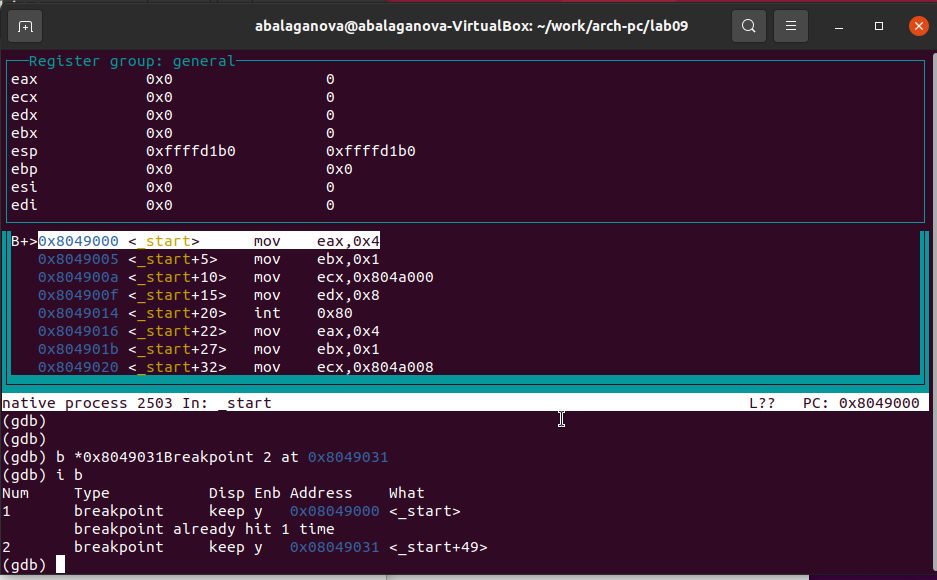 abalaganova@abalaganova-VirtualBox: ~/work/arch-pc/lab09
Register group: general
eax 0x0 0
ecx 0x0 0
edx 0x0 0
ebx 0x0 0
esp 0xffffd1b0 0xffffd1b0
ebp 0x0 0x0
esi 0x0 0
edi 0x0 0
B+>0x8049000 <_start> mov eax,0x4
0x8049005 <_start+5> mov ebx,0x1
0x804900a <_start+10> mov ecx,0x804a000
0x804900f <_start+15> mov edx,0x8
0x8049014 <_start+20> int 0x80
0x8049016 <_start+22> mov eax,0x4
0x804901b <_start+27> mov ebx,0x1
0x8049020 <_start+32> mov ecx,0x804a008
native process 2503 In: _start L?? PC: 0x8049000
(gdb)
(gdb)
(gdb) b *0x8049031Breakpoint 2 at 0x8049031
(gdb) i b
Num Type Disp Enb Address What
1 breakpoint keep y 0x08049000 <_start>
breakpoint already hit 1 time
2 breakpoint keep y 0x08049031 <_start+49>
(gdb)